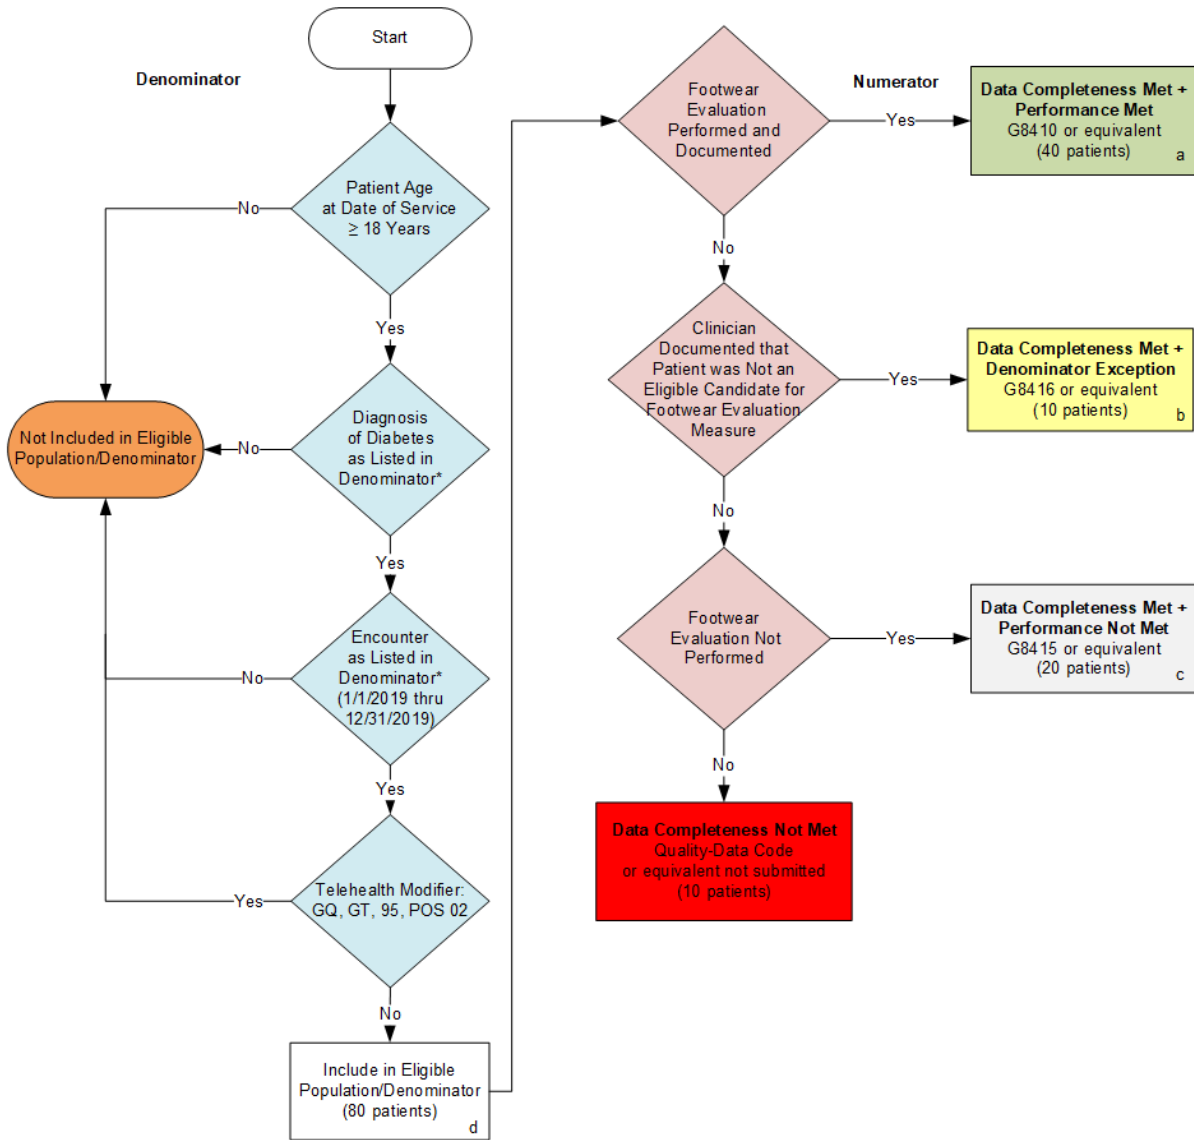 Start
Denominator
Patient Age
at Date of Service
≥ 18 Years
No
Yes
Diagnosis
of Diabetes
as Listed in
Denominator*
No
Not Included in Eligible
Population/Denominator
Yes
Encounter
as Listed in
Denominator*
(1/1/2019 thru
12/31/2019)
No
Yes
Telehealth Modifier:
GQ, GT, 95, POS 02
Yes
No
Include in Eligible
Population/Denominator
(80 patients)
d
Numerator
Footwear
Evaluation
Performed and
Documented
Yes
Data Completeness Met +
Performance Met
G8410 or equivalent
(40 patients)
a
No
Clinician
Documented that
Patient was Not an
Eligible Candidate for
Footwear Evaluation
Measure
Yes
Data Completeness Met +
Denominator Exception
G8416 or equivalent
(10 patients)
b
No
Footwear
Evaluation Not
Performed
Yes
Data Completeness Met +
Performance Not Met
G8415 or equivalent
(20 patients)
c
No
Data Completeness Not Met
Quality-Data Code
or equivalent not submitted
(10 patients)